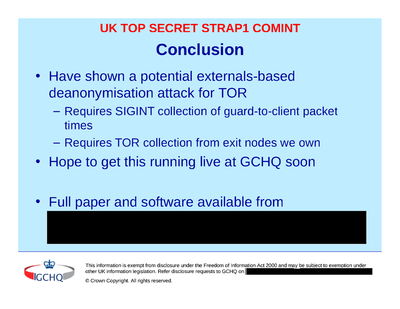 UK TOP SECRET STRAP1 COMINT
Conclusion
• Have shown a potential externals-based
deanonymisation attack for TOR
– Requires SIGINT collection of guard-to-client packet
times
– Requires TOR collection from exit nodes we own
• Hope to get this running live at GCHQ soon
• Full paper and software available from
GCHQ
This information is exempt from disclosure under the Freedom of Information Act 2000 and may be subject to exemption under
other UK information legislation. Refer disclosure requests to GCHQ on
© Crown Copyright. All rights reserved.